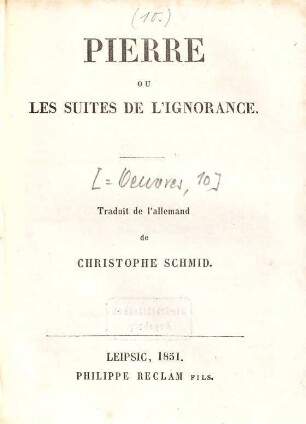 (10.)
PIERRE
OU
LES SUITES DE L'IGNORANCE.
[= Oeuvres, 10]
Traduit de l'allemand
de
CHRISTOPHE SCHMID.
LEIPSIC, 1851.
PHILIPPE RECLAM FILS.